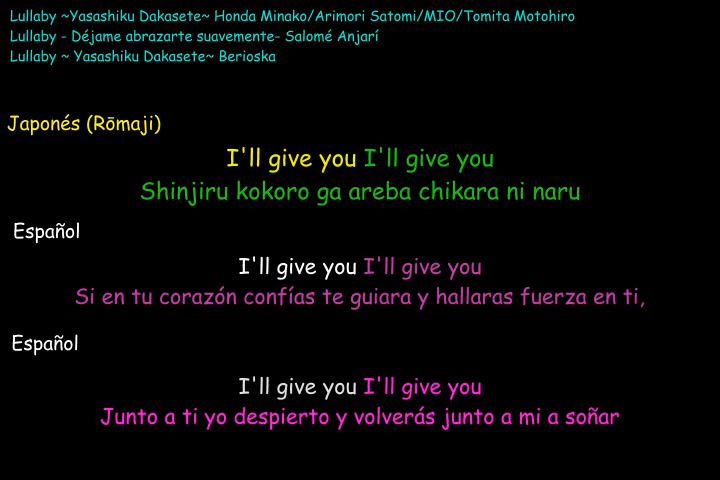 Lullaby ~Yasashiku Dakasete~ Honda Minako/Arimori Satomi/MIO/Tomita Motohiro
Lullaby - Déjame abrazarte suavemente- Salomé Anjarí
Lullaby ~ Yasashiku Dakasete~ Berioska
Japonés (Rōmaji)
I'll give you I'll give you
Shinjiru kokoro ga areba chikara ni naru
Español
I'll give you I'll give you
Si en tu corazón confías te guiara y hallaras fuerza en ti,
Español
I'll give you I'll give you
Junto a ti yo despierto y volverás junto a mi a soñar